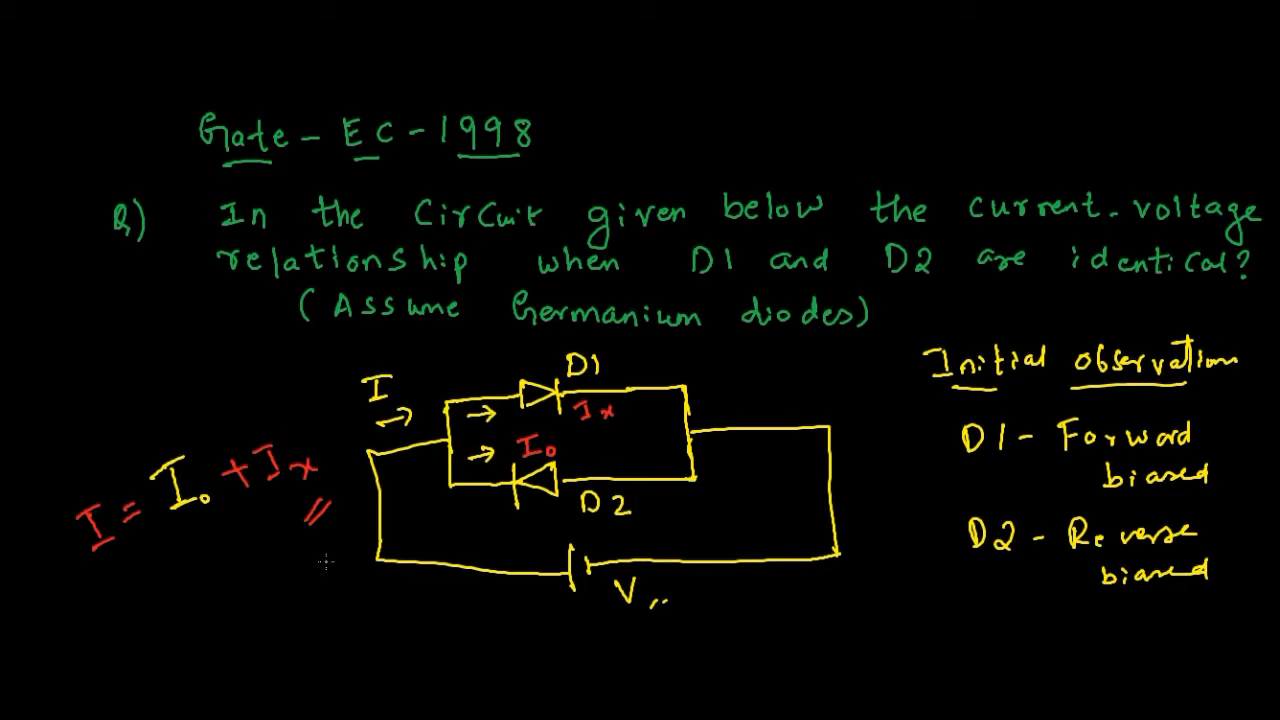 Gate - EC - 1998
Q) In the Circuit given below the current-voltage
relationship when D1 and D2 are identical?
(Assume Germanium diodes)
Initial observation
D1
I
Ix
D1 - Forward
biased
I0
I = I0 + Ix
D2
D2 - Reverse
biased
V